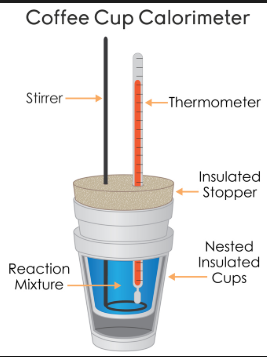 Coffee Cup Calorimeter
Stirrer
Thermometer
Insulated
Stopper
Nested
Insulated
Cups
Reaction
Mixture